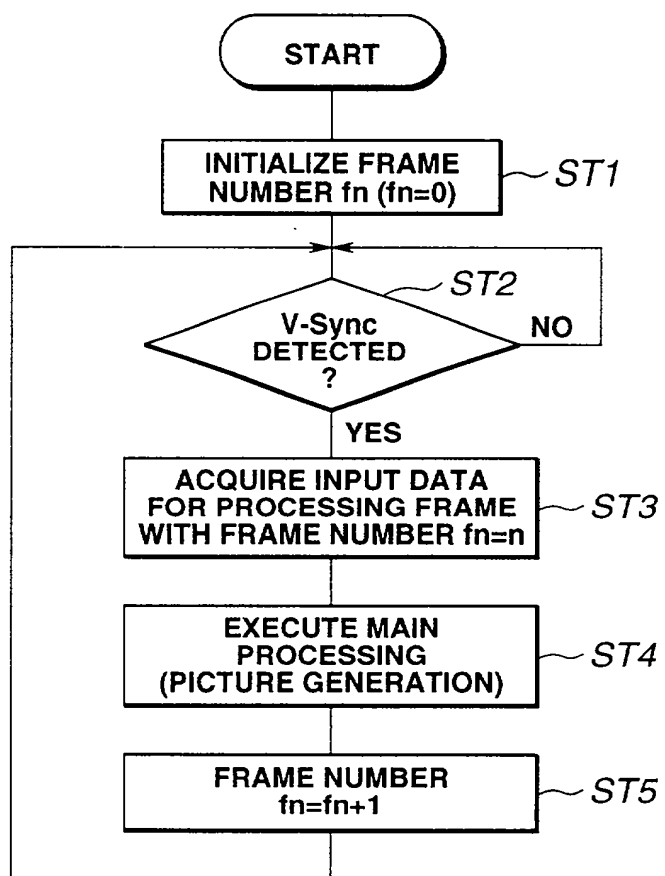 START
INITIALIZE FRAME
NUMBER fn (fn=0)
ST1
ST2
V-Sync
DETECTED
?
NO
YES
ACQUIRE INPUT DATA
FOR PROCESSING FRAME
WITH FRAME NUMBER fn=n
ST3
EXECUTE MAIN
PROCESSING
(PICTURE GENERATION)
ST4
FRAME NUMBER
fn=fn+1
ST5